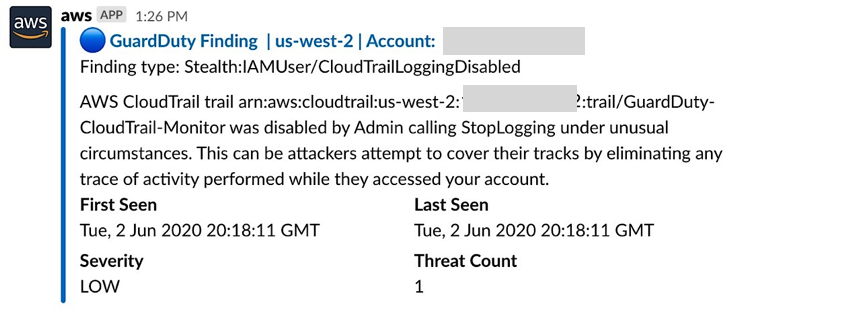 aws
aws APP 1:26 PM
GuardDuty Finding | us-west-2 | Account:
Finding type: Stealth:IAMUser/CloudTrailLoggingDisabled
AWS CloudTrail trail arn:aws:cloudtrail:us-west-2: :trail/GuardDuty-
CloudTrail-Monitor was disabled by Admin calling StopLogging under unusual
circumstances. This can be attackers attempt to cover their tracks by eliminating any
trace of activity performed while they accessed your account.
First Seen Last Seen
Tue, 2 Jun 2020 20:18:11 GMT Tue, 2 Jun 2020 20:18:11 GMT
Severity Threat Count
LOW 1